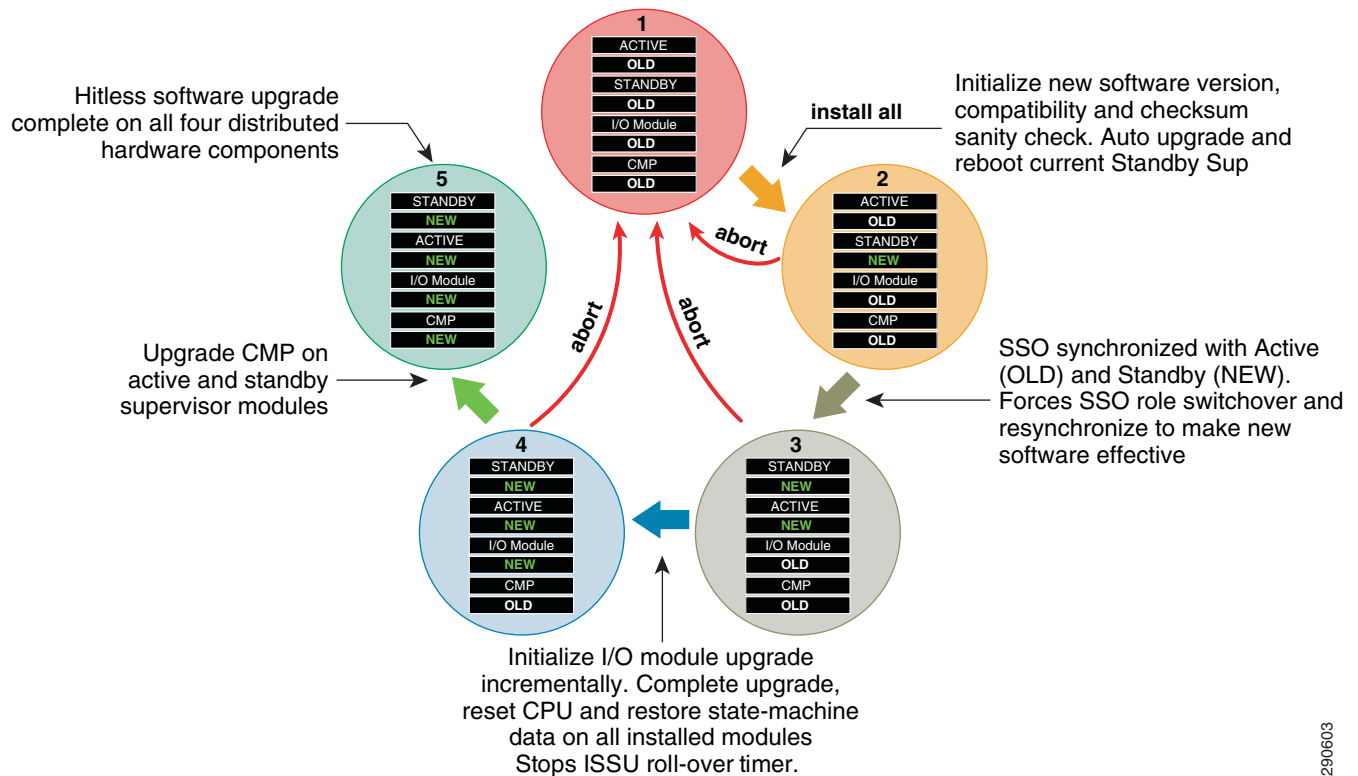 1
ACTIVE
OLD
STANDBY
OLD
I/O Module
OLD
CMP
OLD
install all
Initialize new software version,
compatibility and checksum
sanity check. Auto upgrade and
reboot current Standby Sup
Hitless software upgrade
complete on all four distributed
hardware components
5
STANDBY
NEW
ACTIVE
NEW
I/O Module
NEW
CMP
NEW
2
ACTIVE
OLD
STANDBY
NEW
I/O Module
OLD
CMP
OLD
abort
abort
abort
Upgrade CMP on
active and standby
supervisor modules
SSO synchronized with Active
(OLD) and Standby (NEW).
Forces SSO role switchover and
resynchronize to make new
software effective
4
STANDBY
NEW
ACTIVE
NEW
I/O Module
NEW
CMP
OLD
3
STANDBY
NEW
ACTIVE
NEW
I/O Module
OLD
CMP
OLD
Initialize I/O module upgrade
incrementally. Complete upgrade,
reset CPU and restore state-machine
data on all installed modules
Stops ISSU roll-over timer.
290603